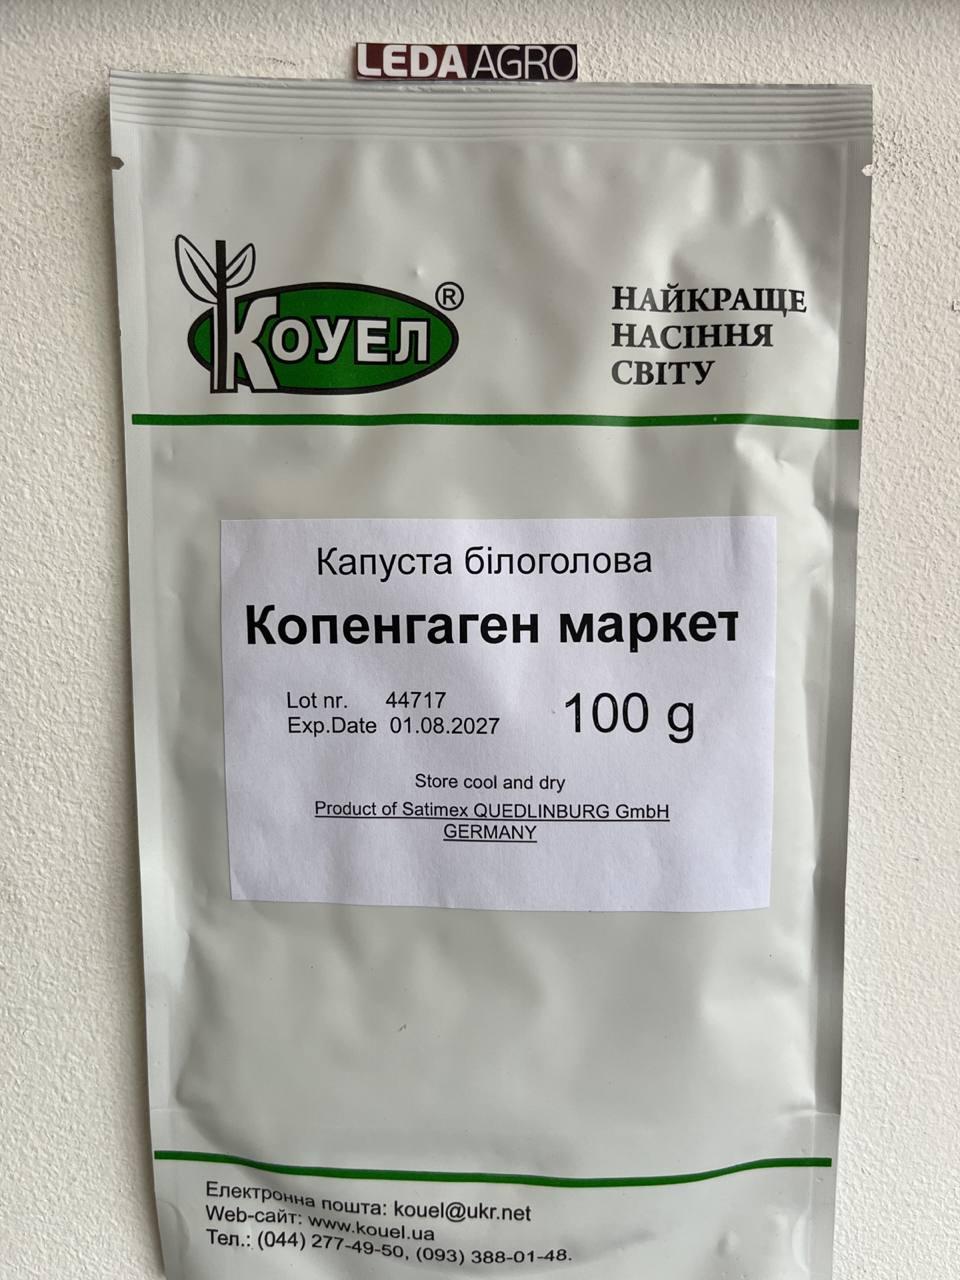 LEDAAGRO
КОУЕЛ®
НАЙКРАЩЕ
НАСІННЯ
СВІТУ
Капуста білоголова
Копенгаген маркет
Lot nr. 44717
Exp.Date 01.08.2027
100 g
Store cool and dry
Product of Satimex QUEDLINBURG GmbH
GERMANY
Електронна пошта: kouel@ukr.net
Web-сайт: www.kouel.ua
Тел.: (044) 277-49-50, (093) 388-01-48.